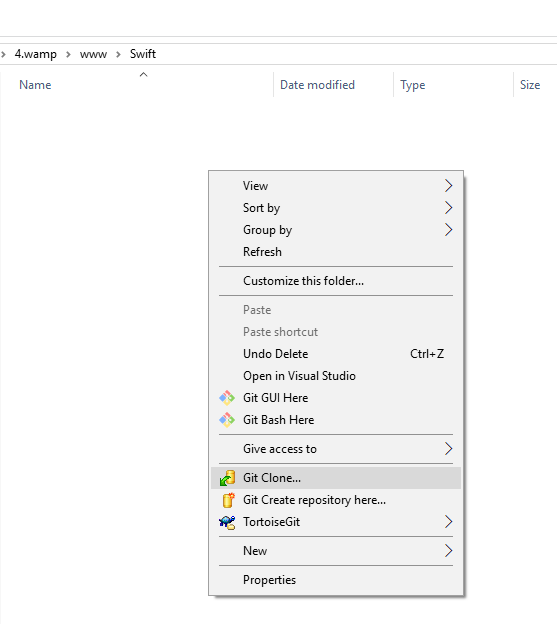 4.wamp > www > Swift
Name Date modified Type Size
View
Sort by
Group by
Refresh
Customize this folder...
Paste
Paste shortcut
Undo Delete Ctrl+Z
Open in Visual Studio
Git GUI Here
Git Bash Here
Give access to
Git Clone...
Git Create repository here...
TortoiseGit
New
Properties